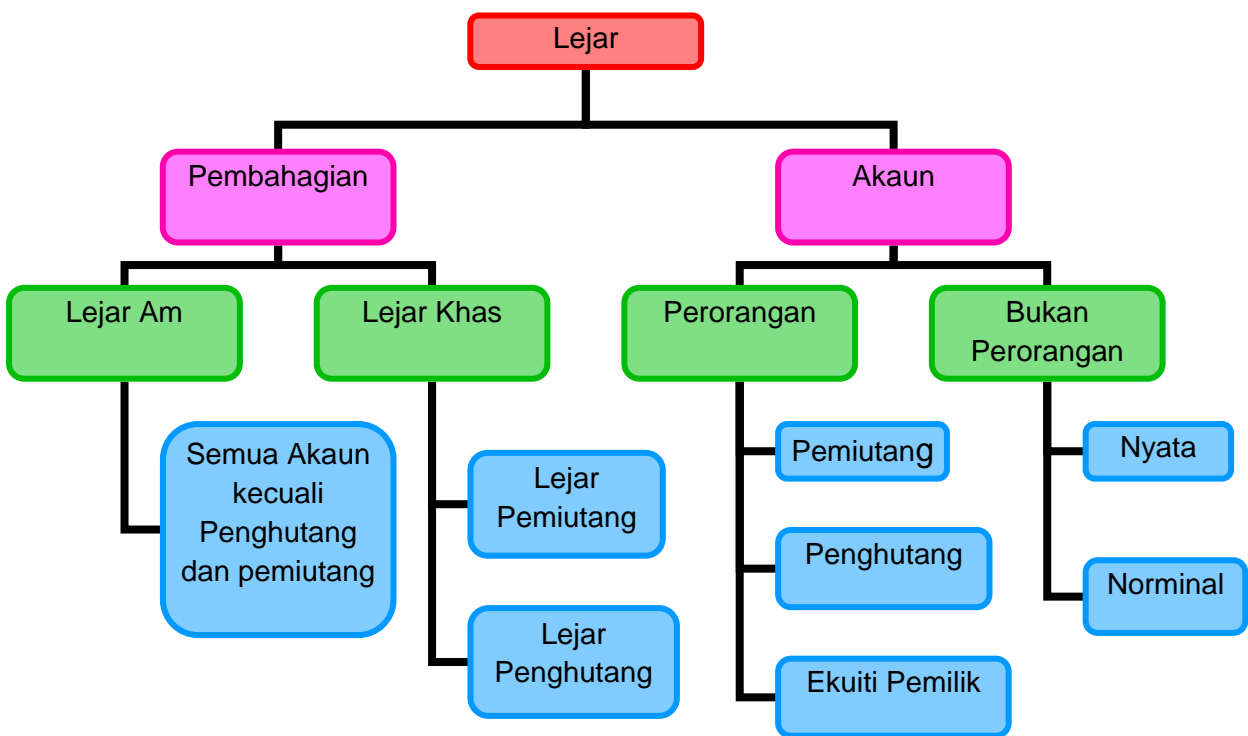 Lejar
Pembahagian
Akaun
Lejar Am
Lejar Khas
Perorangan
Bukan
Perorangan
Semua Akaun
kecuali
Penghutang
dan pemiutang
Lejar
Pemiutang
Lejar
Penghutang
Pemiutang
Penghutang
Ekuiti Pemilik
Nyata
Norminal